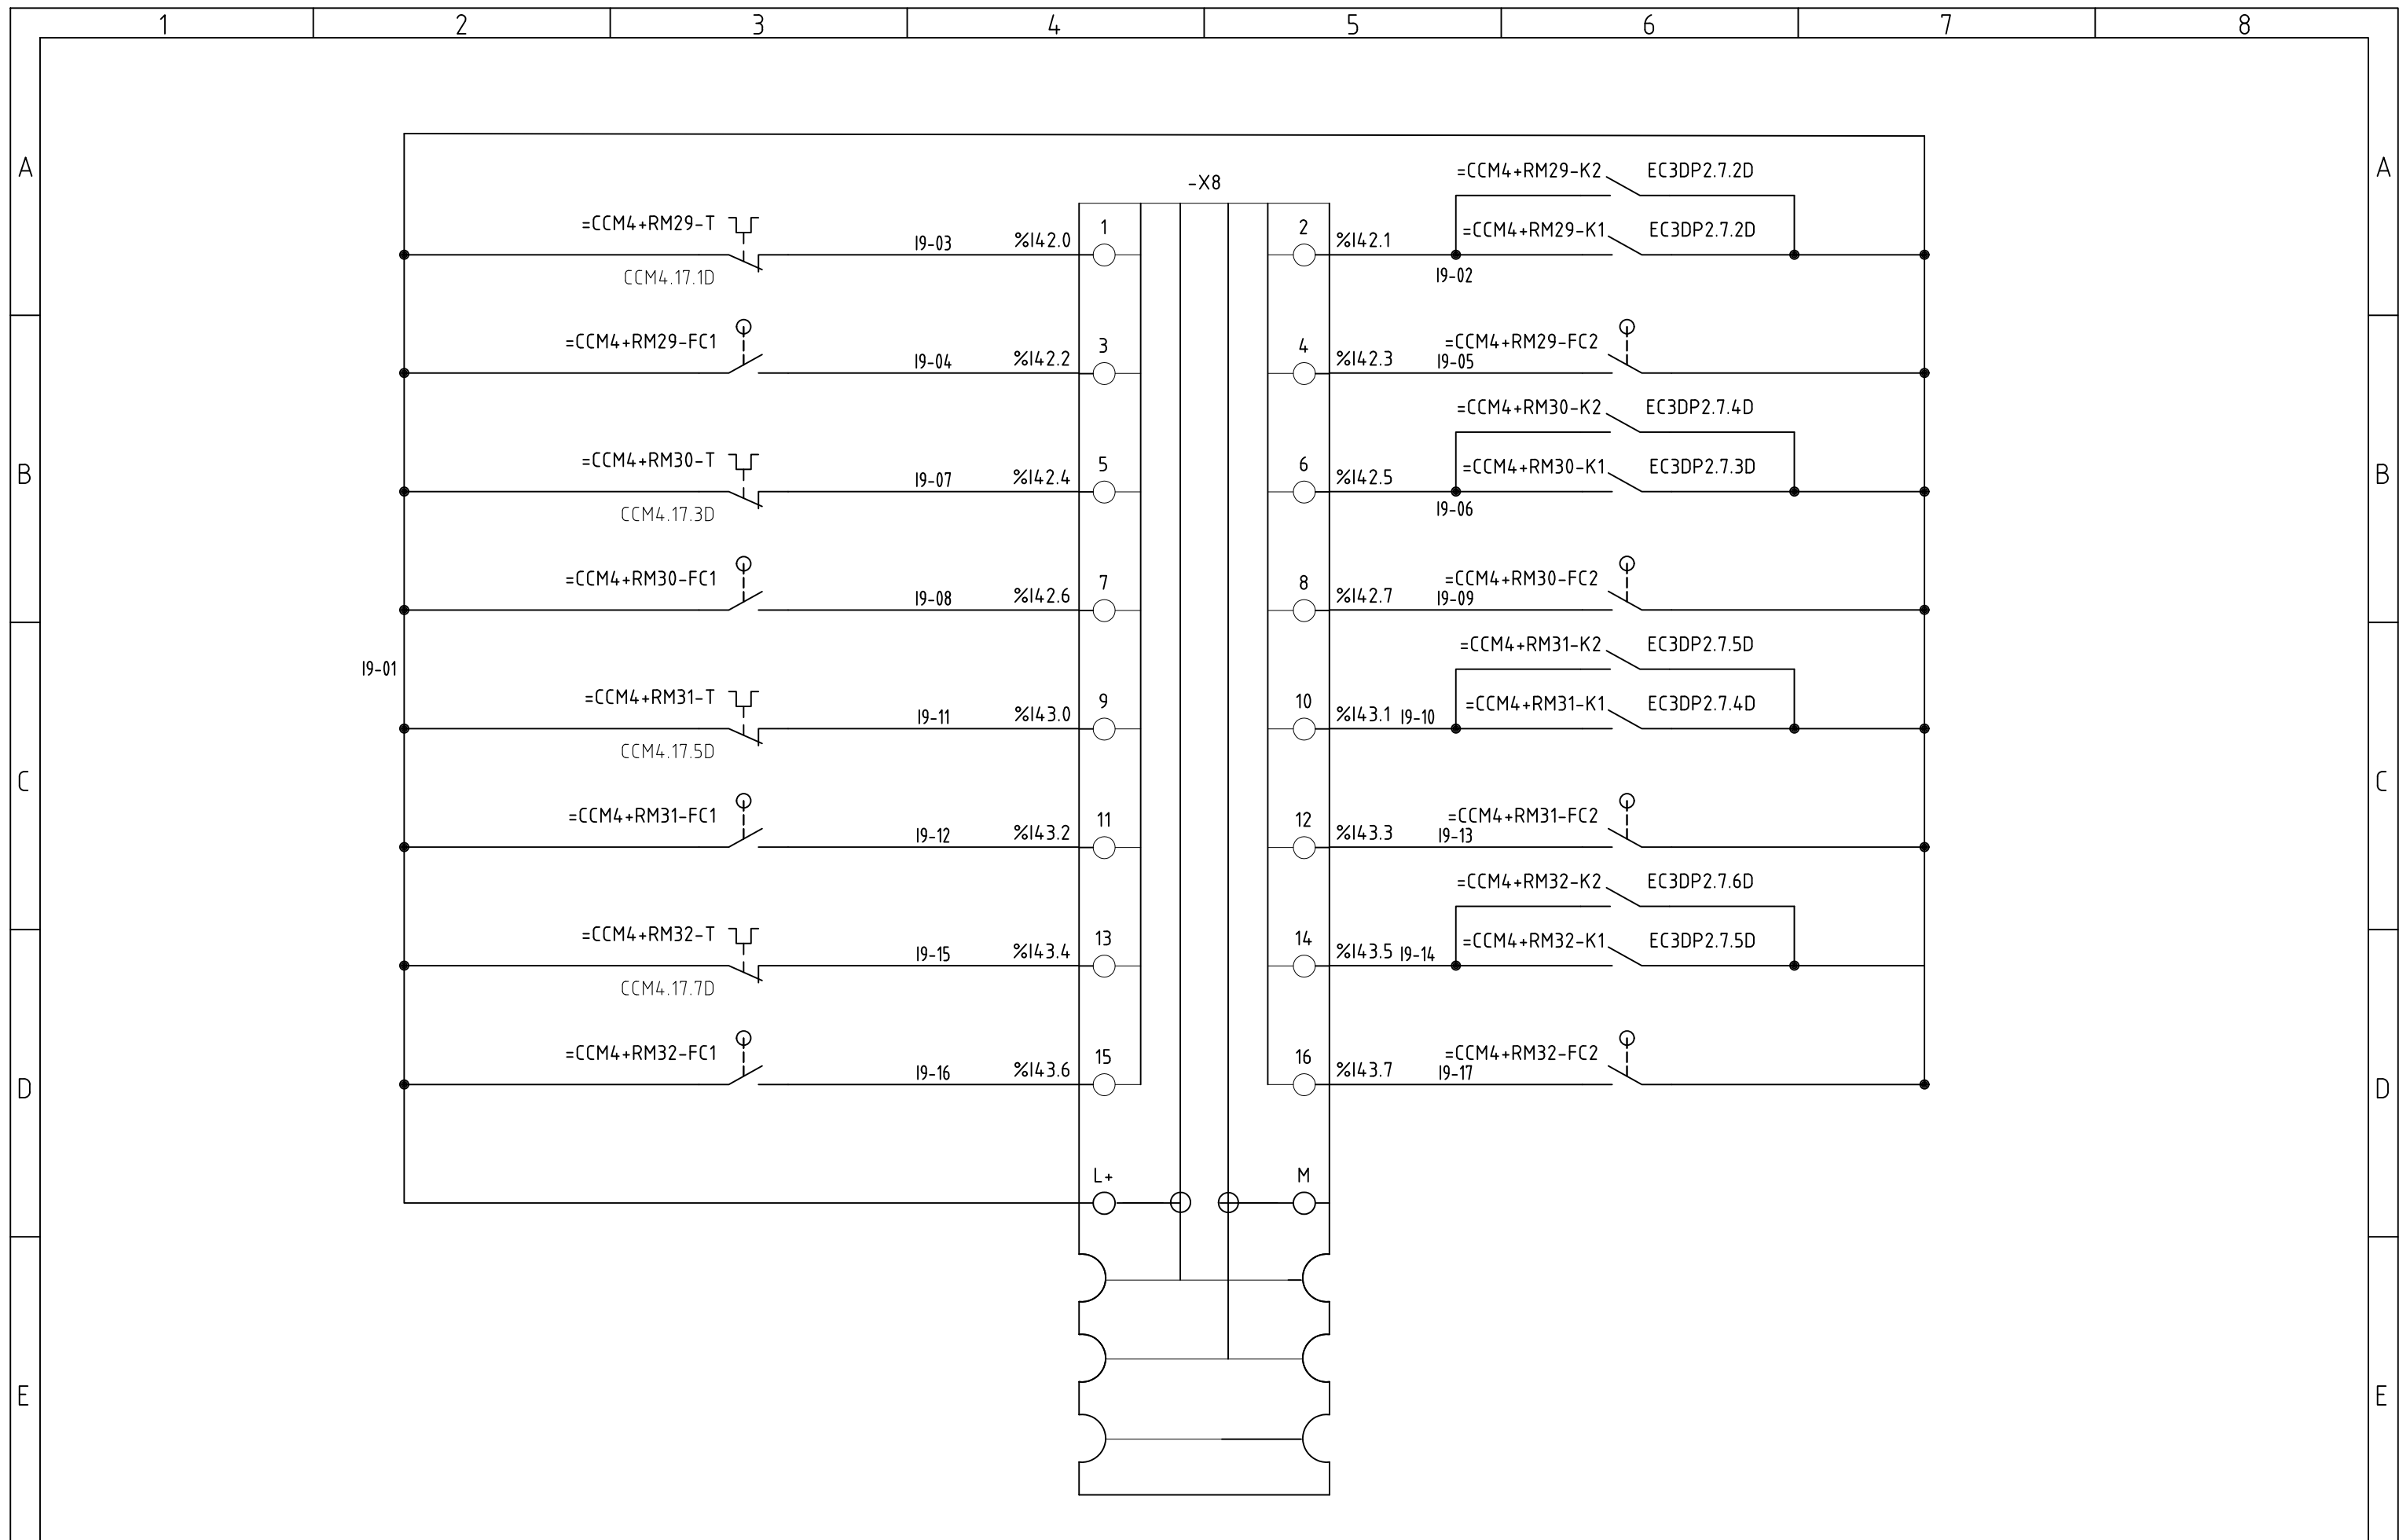 1 2 3 4 5 6 7 8
A A
-X8
=CCM4+RM29-K2 EC3DP2.7.2D
=CCM4+RM29-T I9-03 %I42.0 1 2 %I42.1 =CCM4+RM29-K1 EC3DP2.7.2D
CCM4.17.1D I9-02
=CCM4+RM29-FC1 I9-04 %I42.2 3 4 %I42.3 I9-05 =CCM4+RM29-FC2
=CCM4+RM30-K2 EC3DP2.7.4D
B B
=CCM4+RM30-T I9-07 %I42.4 5 6 %I42.5 =CCM4+RM30-K1 EC3DP2.7.3D
CCM4.17.3D I9-06
=CCM4+RM30-FC1 I9-08 %I42.6 7 8 %I42.7 I9-09 =CCM4+RM30-FC2
=CCM4+RM31-K2 EC3DP2.7.5D
I9-01
=CCM4+RM31-T I9-11 %I43.0 9 10 %I43.1 I9-10 =CCM4+RM31-K1 EC3DP2.7.4D
CCM4.17.5D
C C
=CCM4+RM31-FC1 I9-12 %I43.2 11 12 %I43.3 I9-13 =CCM4+RM31-FC2
=CCM4+RM32-K2 EC3DP2.7.6D
=CCM4+RM32-T I9-15 %I43.4 13 14 %I43.5 I9-14 =CCM4+RM32-K1 EC3DP2.7.5D
CCM4.17.7D
=CCM4+RM32-FC1 I9-16 %I43.6 15 16 %I43.7 I9-17 =CCM4+RM32-FC2
D D
L+ M
E E